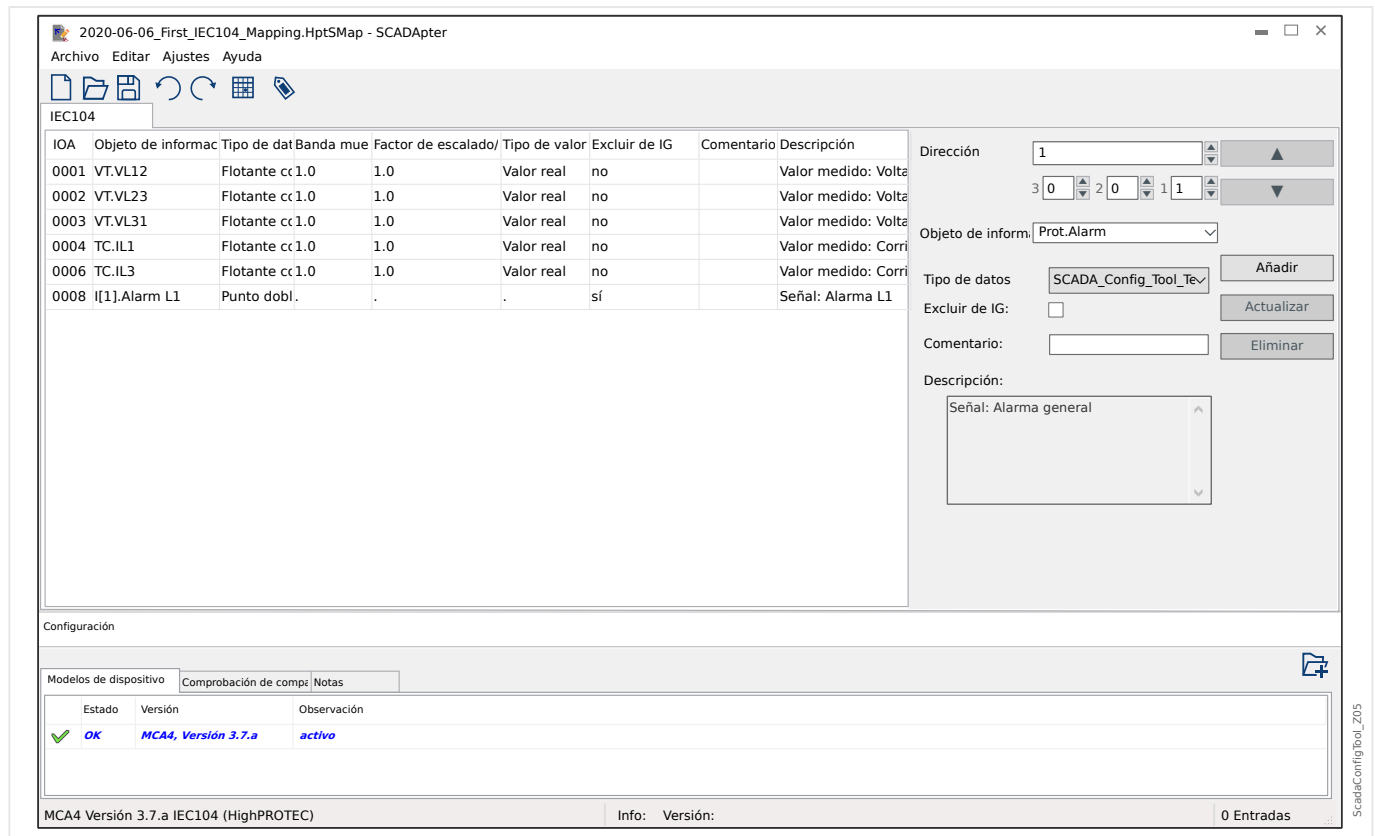 2020-06-06_First_IEC104_Mapping.HptSMap - SCADApter
Archivo Editar Ajustes Ayuda
IEC104
IOA Objeto de informac Tipo de dat Banda mue Factor de escalado/ Tipo de valor Excluir de IG Comentario Descripción
0001 VT.VL12 Flotante co 1.0 1.0 Valor real no Valor medido: Volta
0002 VT.VL23 Flotante co 1.0 1.0 Valor real no Valor medido: Volta
0003 VT.VL31 Flotante co 1.0 1.0 Valor real no Valor medido: Volta
0004 TC.IL1 Flotante co 1.0 1.0 Valor real no Valor medido: Corri
0006 TC.IL3 Flotante co 1.0 1.0 Valor real no Valor medido: Corri
0008 I[1].Alarm L1 Punto dobl . . . sí Señal: Alarma L1
Dirección 1
3 0 2 0 1 1
Objeto de inform Prot.Alarm
Añadir
Tipo de datos SCADA_Config_Tool_Te
Excluir de IG: Actualizar
Comentario: Eliminar
Descripción:
Señal: Alarma general
Configuración
Modelos de dispositivo Comprobación de compa Notas
Estado Versión Observación
OK MCA4, Versión 3.7.a activo
MCA4 Versión 3.7.a IEC104 (HighPROTEC) Info: Versión: 0 Entradas
ScadaConfigTool_Z05